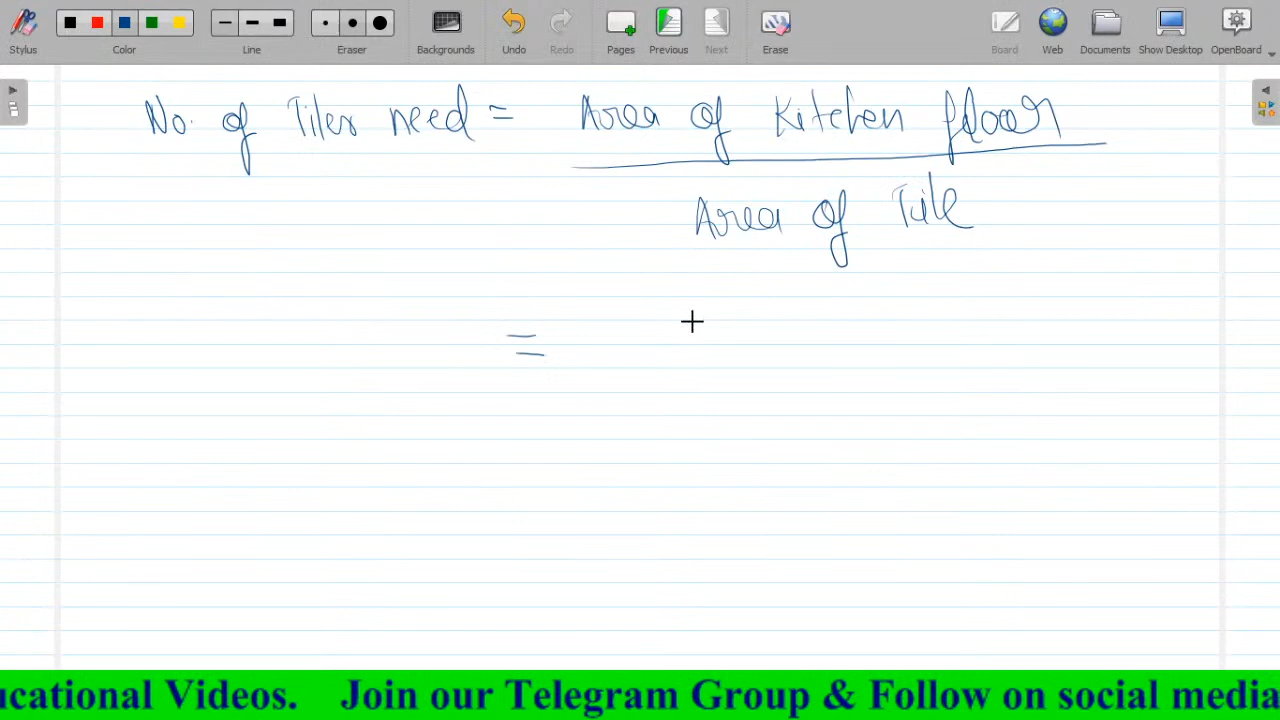 Stylus Color Line Eraser Backgrounds Undo Redo Pages Previous Next Erase Board Web Documents Show Desktop OpenBoard
No. of Tiles need = Area of Kitchen floor
Area of Tile
=
ucational Videos. Join our Telegram Group & Follow on social media